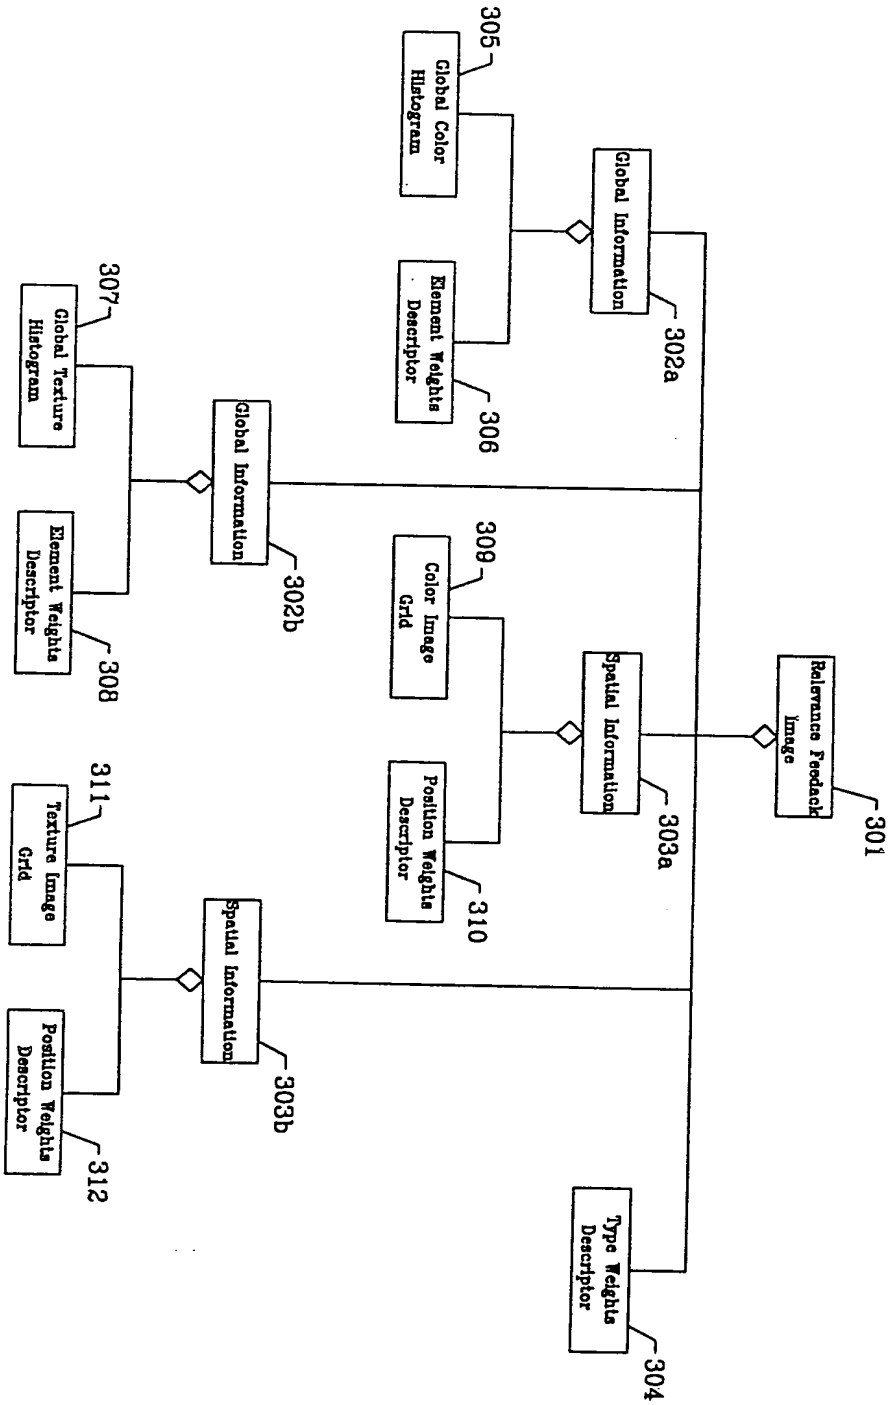 Relevance Feedack
Image
301
Global Information
302a
Spatial Information
303a
Type Weights
Descriptor
304
305
Global Color
Histogram
Element Weights
Descriptor
306
309
Color Image
Grid
Position Weights
Descriptor
310
Global Information
302b
Spatial Information
303b
307
Global Texture
Histogram
Element Weights
Descriptor
308
311
Texture Image
Grid
Position Weights
Descriptor
312